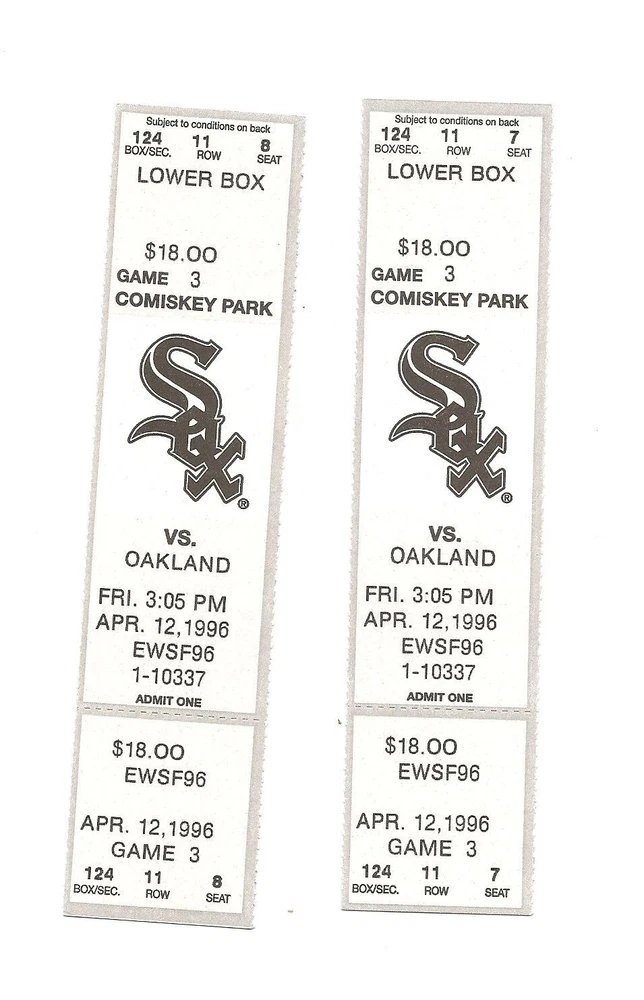 Subject to conditions on back
124 11 8
BOX/SEC. ROW SEAT
LOWER BOX
$18.00
GAME 3
COMISKEY PARK
Sox
®
VS.
OAKLAND
FRI. 3:05 PM
APR. 12,1996
EWSF96
1-10337
ADMIT ONE
$18.00
EWSF96
APR. 12,1996
GAME 3
124 11 8
BOX/SEC. ROW SEAT
Subject to conditions on back
124 11 7
BOX/SEC. ROW SEAT
LOWER BOX
$18.00
GAME 3
COMISKEY PARK
Sox
®
VS.
OAKLAND
FRI. 3:05 PM
APR. 12,1996
EWSF96
1-10337
ADMIT ONE
$18.00
EWSF96
APR. 12,1996
GAME 3
124 11 7
BOX/SEC. ROW SEAT